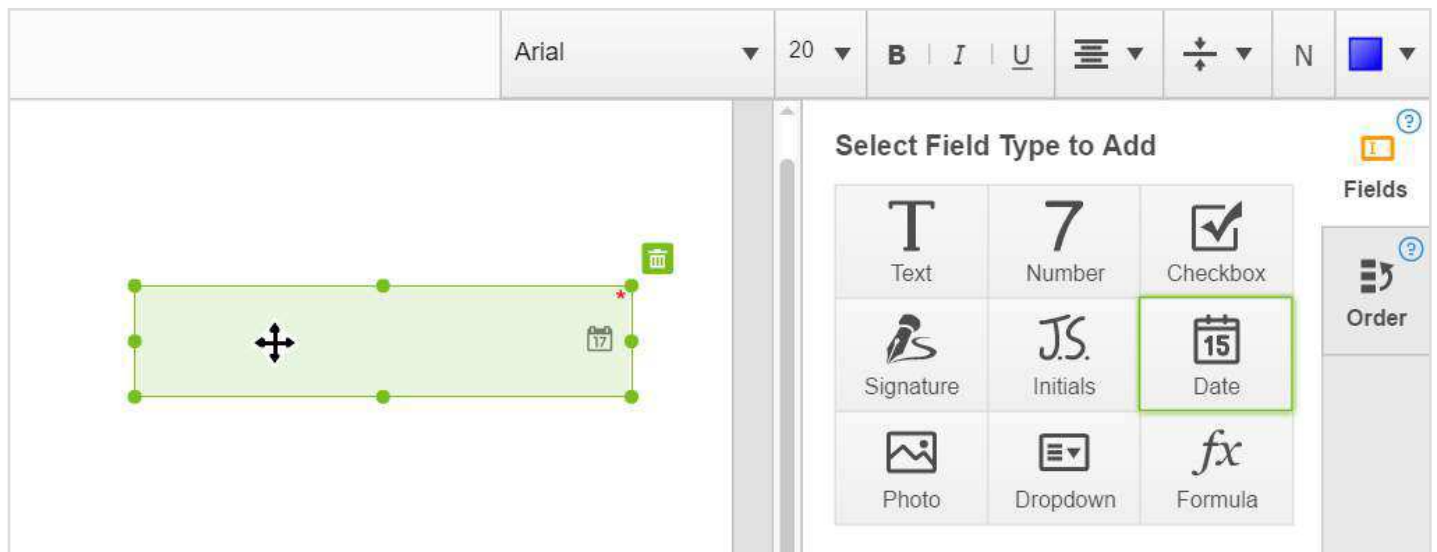 Arial 20 B I U N
Select Field Type to Add
?
Fields
T 7
Text Number Checkbox
?
Order
*
17
J.S. 15
Signature Initials Date
fx
Photo Dropdown Formula